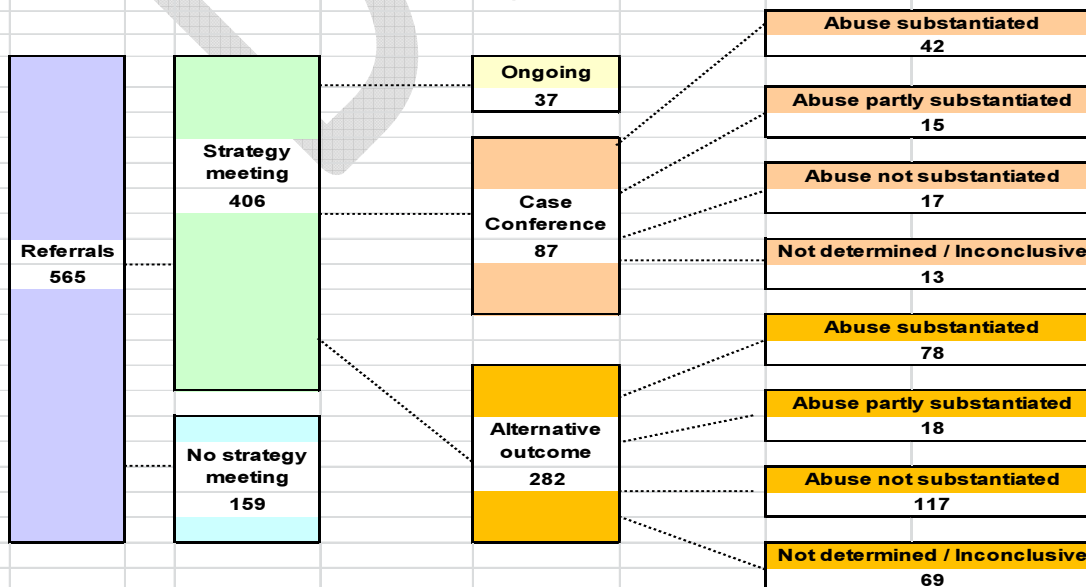 Referrals
565
Strategy
meeting
406
No strategy
meeting
159
Ongoing
37
Case
Conference
87
Alternative
outcome
282
Abuse substantiated
42
Abuse partly substantiated
15
Abuse not substantiated
17
Not determined / Inconclusive
13
Abuse substantiated
78
Abuse partly substantiated
18
Abuse not substantiated
117
Not determined / Inconclusive
69